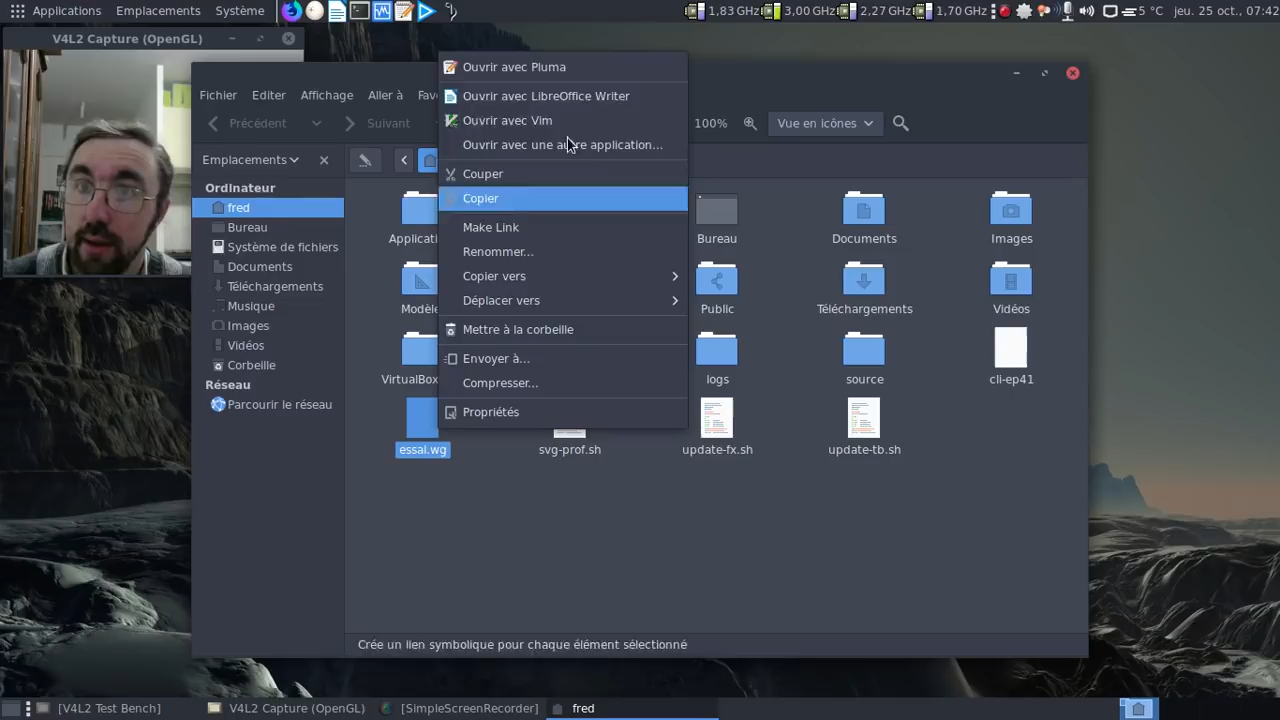 Applications Emplacements Système
1,83 GHz 3,00 GHz 2,27 GHz 1,70 GHz 5 °C jeu. 25 oct., 07:42
V4L2 Capture (OpenGL)
Fichier Editer Affichage Aller à Fav
Précédent Suivant 100% Vue en icônes
Emplacements
Ordinateur
fred
Bureau
Système de fichiers
Documents
Téléchargements
Musique
Images
Vidéos
Corbeille
Réseau
Parcourir le réseau
Ouvrir avec Pluma
Ouvrir avec LibreOffice Writer
Ouvrir avec Vim
Ouvrir avec une autre application...
Couper
Copier
Make Link
Renommer...
Copier vers
Déplacer vers
Mettre à la corbeille
Envoyer à...
Compresser...
Propriétés
Applicati Bureau Documents Images
Modèle Public Téléchargements Vidéos
VirtualBox logs source cli-ep41
essai.wg svg-prof.sh update-fx.sh update-tb.sh
Crée un lien symbolique pour chaque élément sélectionné
[V4L2 Test Bench] V4L2 Capture (OpenGL) [SimpleScreenRecorder] fred